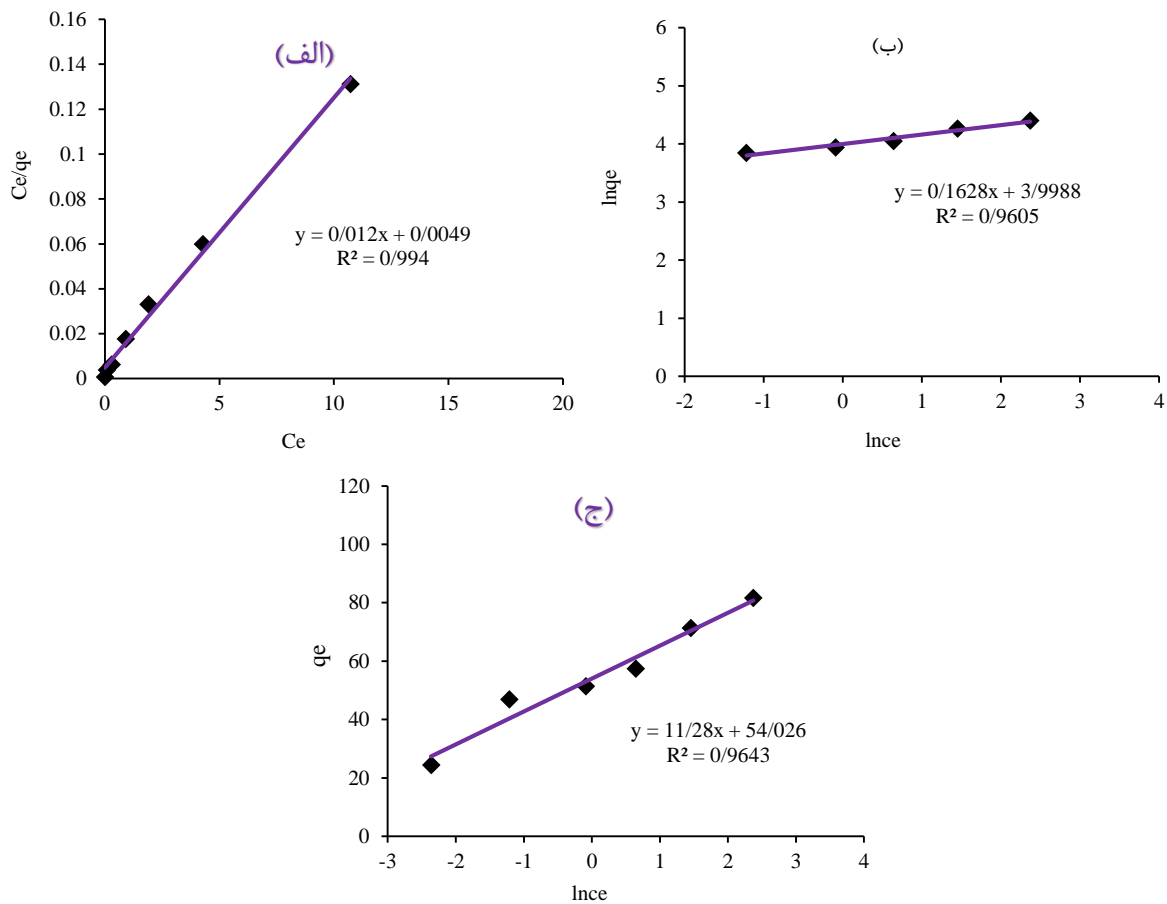 (الف)
0.16
0.14
0.12
0.1
0.08
0.06
0.04
0.02
0
Ce/qe
y = 0/012x + 0/0049
R² = 0/994
0 5 10 15 20
Ce
(ب)
6
5
4
3
2
1
0
lnqe
y = 0/1628x + 3/9988
R² = 0/9605
-2 -1 0 1 2 3 4
lnce
(ج)
120
100
80
60
40
20
0
qe
y = 11/28x + 54/026
R² = 0/9643
-3 -2 -1 0 1 2 3 4
lnce